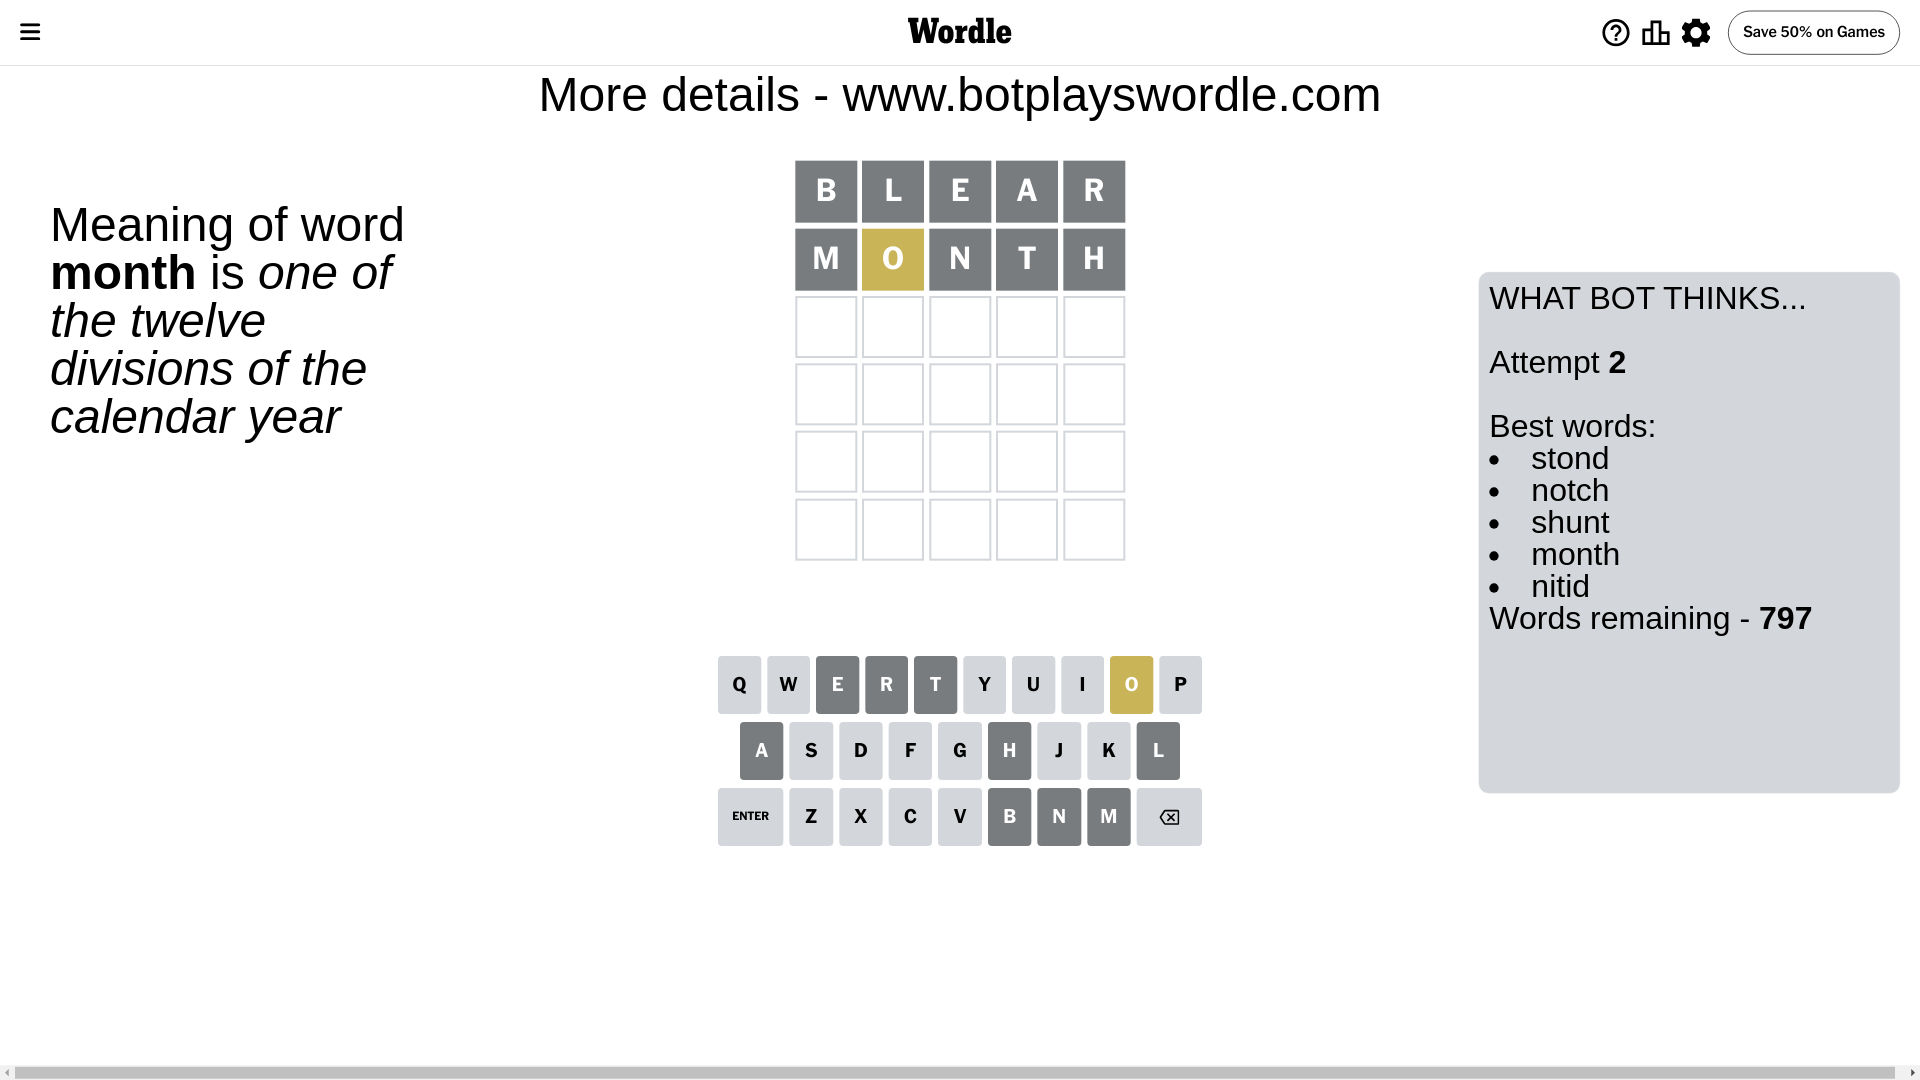 Wordle
Save 50% on Games
More details - www.botplayswordle.com
Meaning of word
month is one of
the twelve
divisions of the
calendar year
B L E A R
M O N T H
WHAT BOT THINKS...
Attempt 2
Best words:
• stond
• notch
• shunt
• month
• nitid
Words remaining - 797
Q W E R T Y U I O P
A S D F G H J K L
ENTER Z X C V B N M